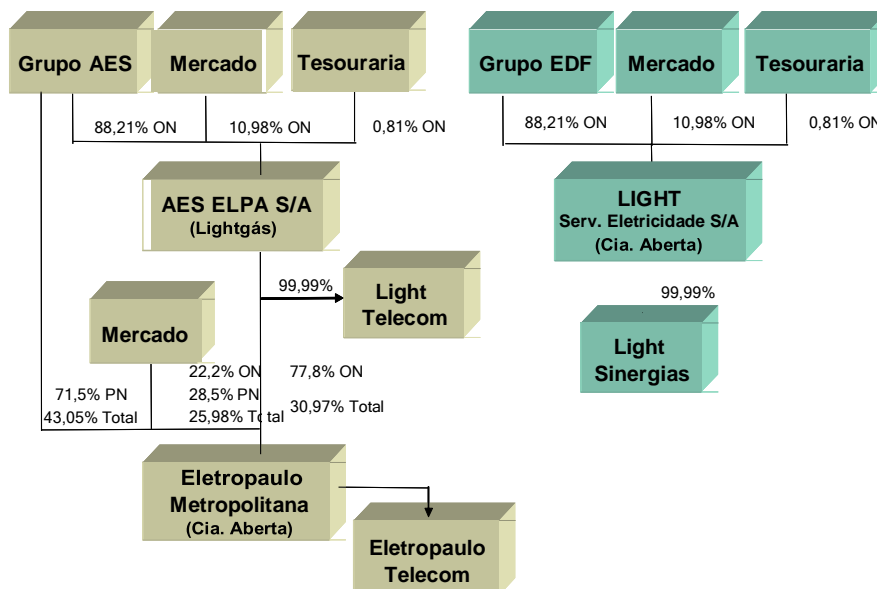 Grupo AES
Mercado
Tesouraria
Grupo EDF
Mercado
Tesouraria
88,21% ON
10,98% ON
0,81% ON
88,21% ON
10,98% ON
0,81% ON
AES ELPA S/A
(Lightgás)
LIGHT
Serv. Eletricidade S/A
(Cia. Aberta)
99,99%
Light
Telecom
99,99%
Mercado
Light
Sinergias
22,2% ON
77,8% ON
71,5% PN
28,5% PN
30,97% Total
43,05% Total
25,98% Total
Eletropaulo
Metropolitana
(Cia. Aberta)
Eletropaulo
Telecom